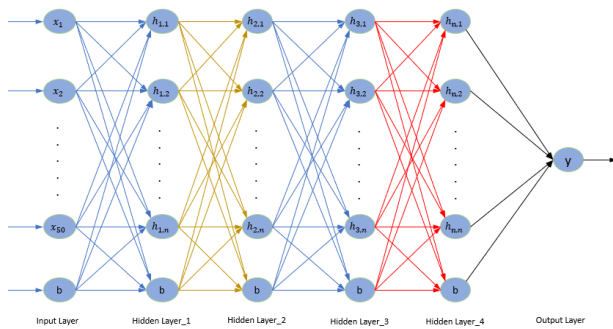 x1 h1.1 h2.1 h3.1 hn.1
x2 h1.2 h2.2 h3.2 hn.2
y
x50 h1.n h2.n h3.n hn.n
b b b b b
Input Layer Hidden Layer_1 Hidden Layer_2 Hidden Layer_3 Hidden Layer_4 Output Layer